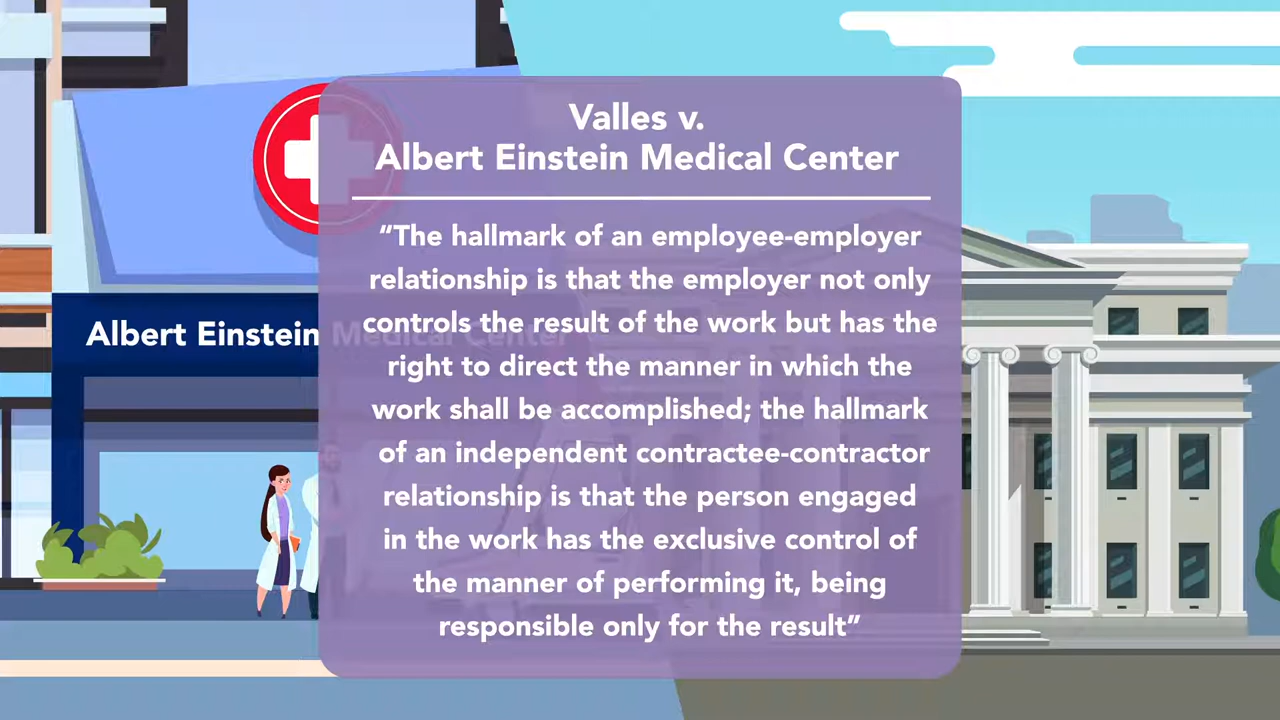 Valles v.
Albert Einstein Medical Center
“The hallmark of an employee-employer
relationship is that the employer not only
controls the result of the work but has the
right to direct the manner in which the
work shall be accomplished; the hallmark
of an independent contractee-contractor
relationship is that the person engaged
in the work has the exclusive control of
the manner of performing it, being
responsible only for the result”
Albert Einstein Medical Center